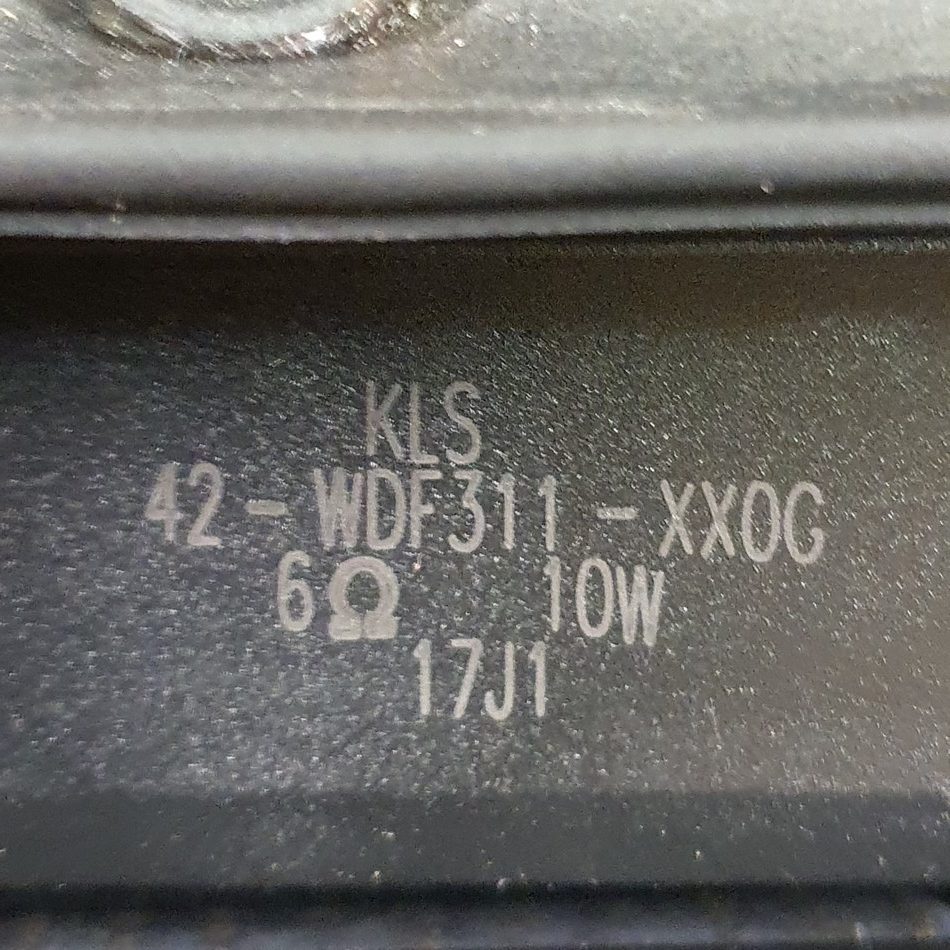 KLS
42-WDF311-XX0G
6Ω 10W
17J1